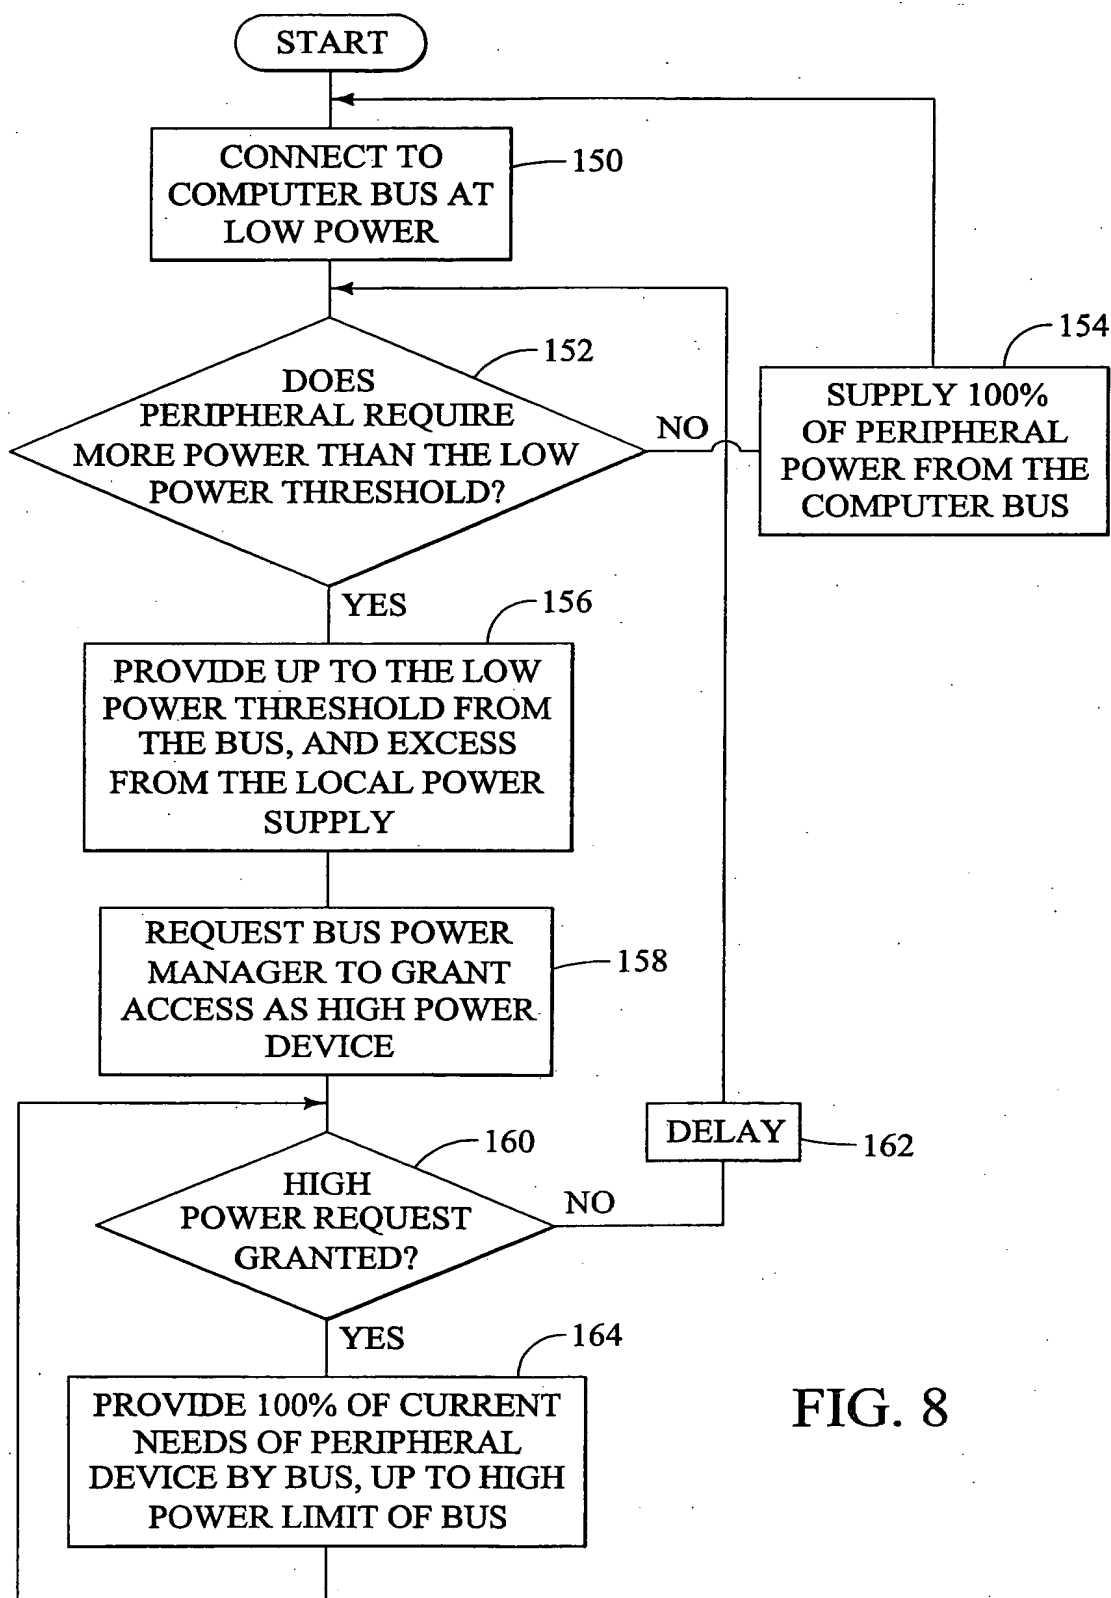 START
CONNECT TO
COMPUTER BUS AT
LOW POWER
150
152
DOES
PERIPHERAL REQUIRE
MORE POWER THAN THE LOW
POWER THRESHOLD?
NO
154
SUPPLY 100%
OF PERIPHERAL
POWER FROM THE
COMPUTER BUS
YES
156
PROVIDE UP TO THE LOW
POWER THRESHOLD FROM
THE BUS, AND EXCESS
FROM THE LOCAL POWER
SUPPLY
REQUEST BUS POWER
MANAGER TO GRANT
ACCESS AS HIGH POWER
DEVICE
158
DELAY
162
160
HIGH
POWER REQUEST
GRANTED?
NO
YES
164
PROVIDE 100% OF CURRENT
NEEDS OF PERIPHERAL
DEVICE BY BUS, UP TO HIGH
POWER LIMIT OF BUS
FIG. 8